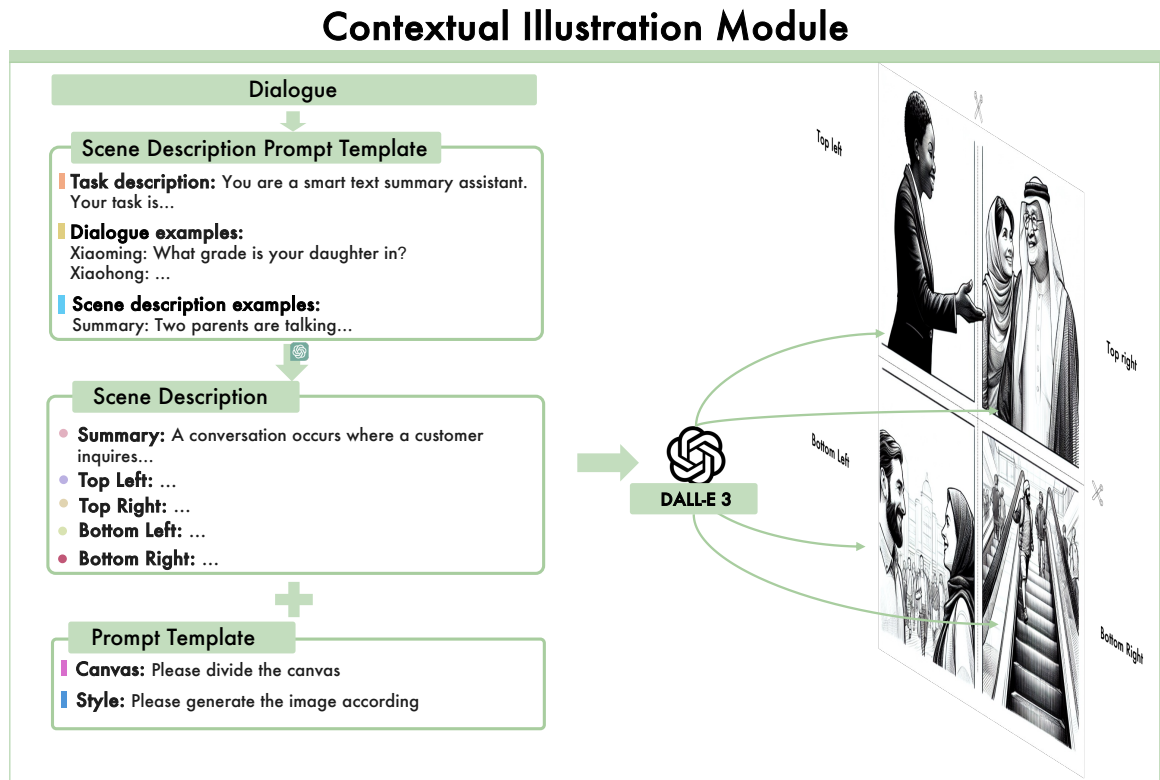 Contextual Illustration Module
Dialogue
Scene Description Prompt Template
Task description: You are a smart text summary assistant.
Your task is...
Dialogue examples:
Xiaoming: What grade is your daughter in?
Xiaohong: ...
Scene description examples:
Summary: Two parents are talking...
Scene Description
Summary: A conversation occurs where a customer
inquires...
Top Left: ...
Top Right: ...
Bottom Left: ...
Bottom Right: ...
Prompt Template
Canvas: Please divide the canvas
Style: Please generate the image according
DALL-E 3
Top left
Top right
Bottom Left
Bottom Right